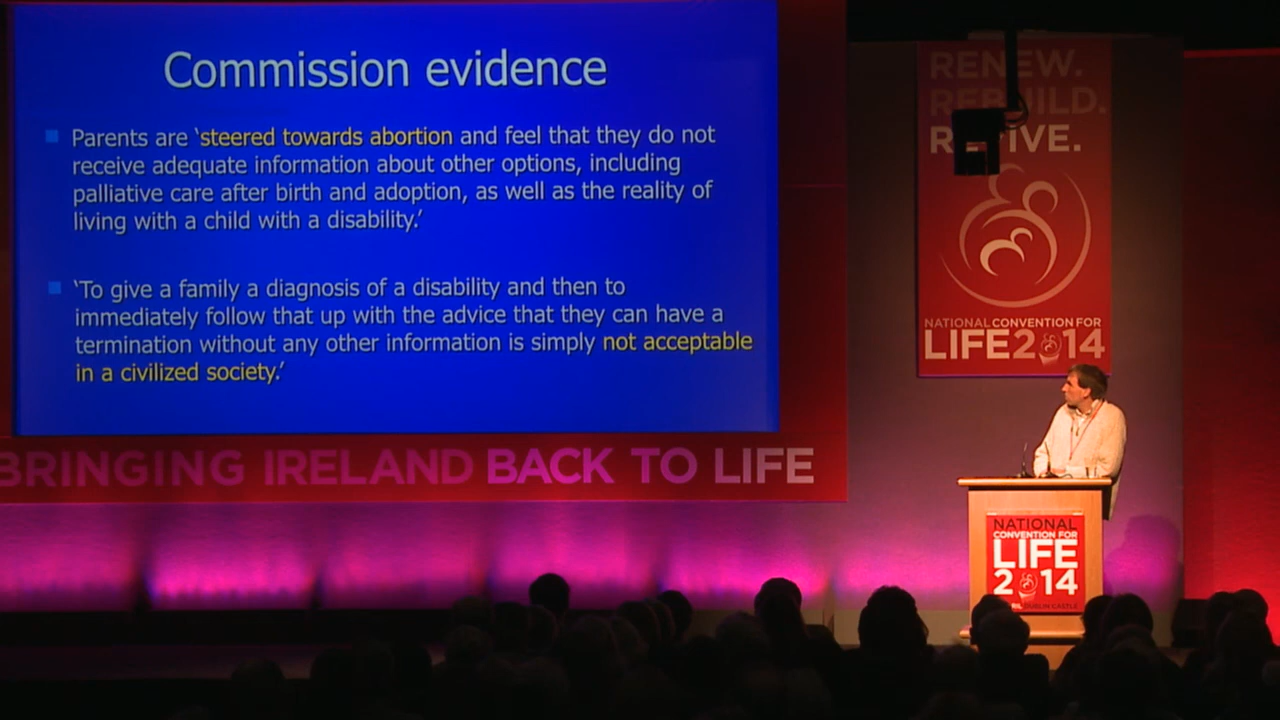 Commission evidence
Parents are ‘steered towards abortion and feel that they do not
receive adequate information about other options, including
palliative care after birth and adoption, as well as the reality of
living with a child with a disability.’
‘To give a family a diagnosis of a disability and then to
immediately follow that up with the advice that they can have a
termination without any other information is simply not acceptable
in a civilized society.’
BRINGING IRELAND BACK TO LIFE
RENEW.
REBUILD.
REVIVE.
NATIONAL CONVENTION FOR
LIFE2014
NATIONAL
CONVENTION FOR
LIFE
2014
DUBLIN CASTLE